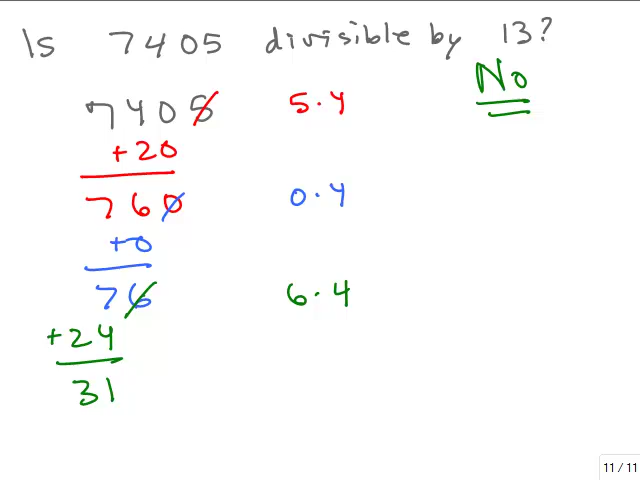 Is 7405 divisible by 13?
No
7405 5·4
+20
760 0·4
+0
76 6·4
+24
31
11 / 11